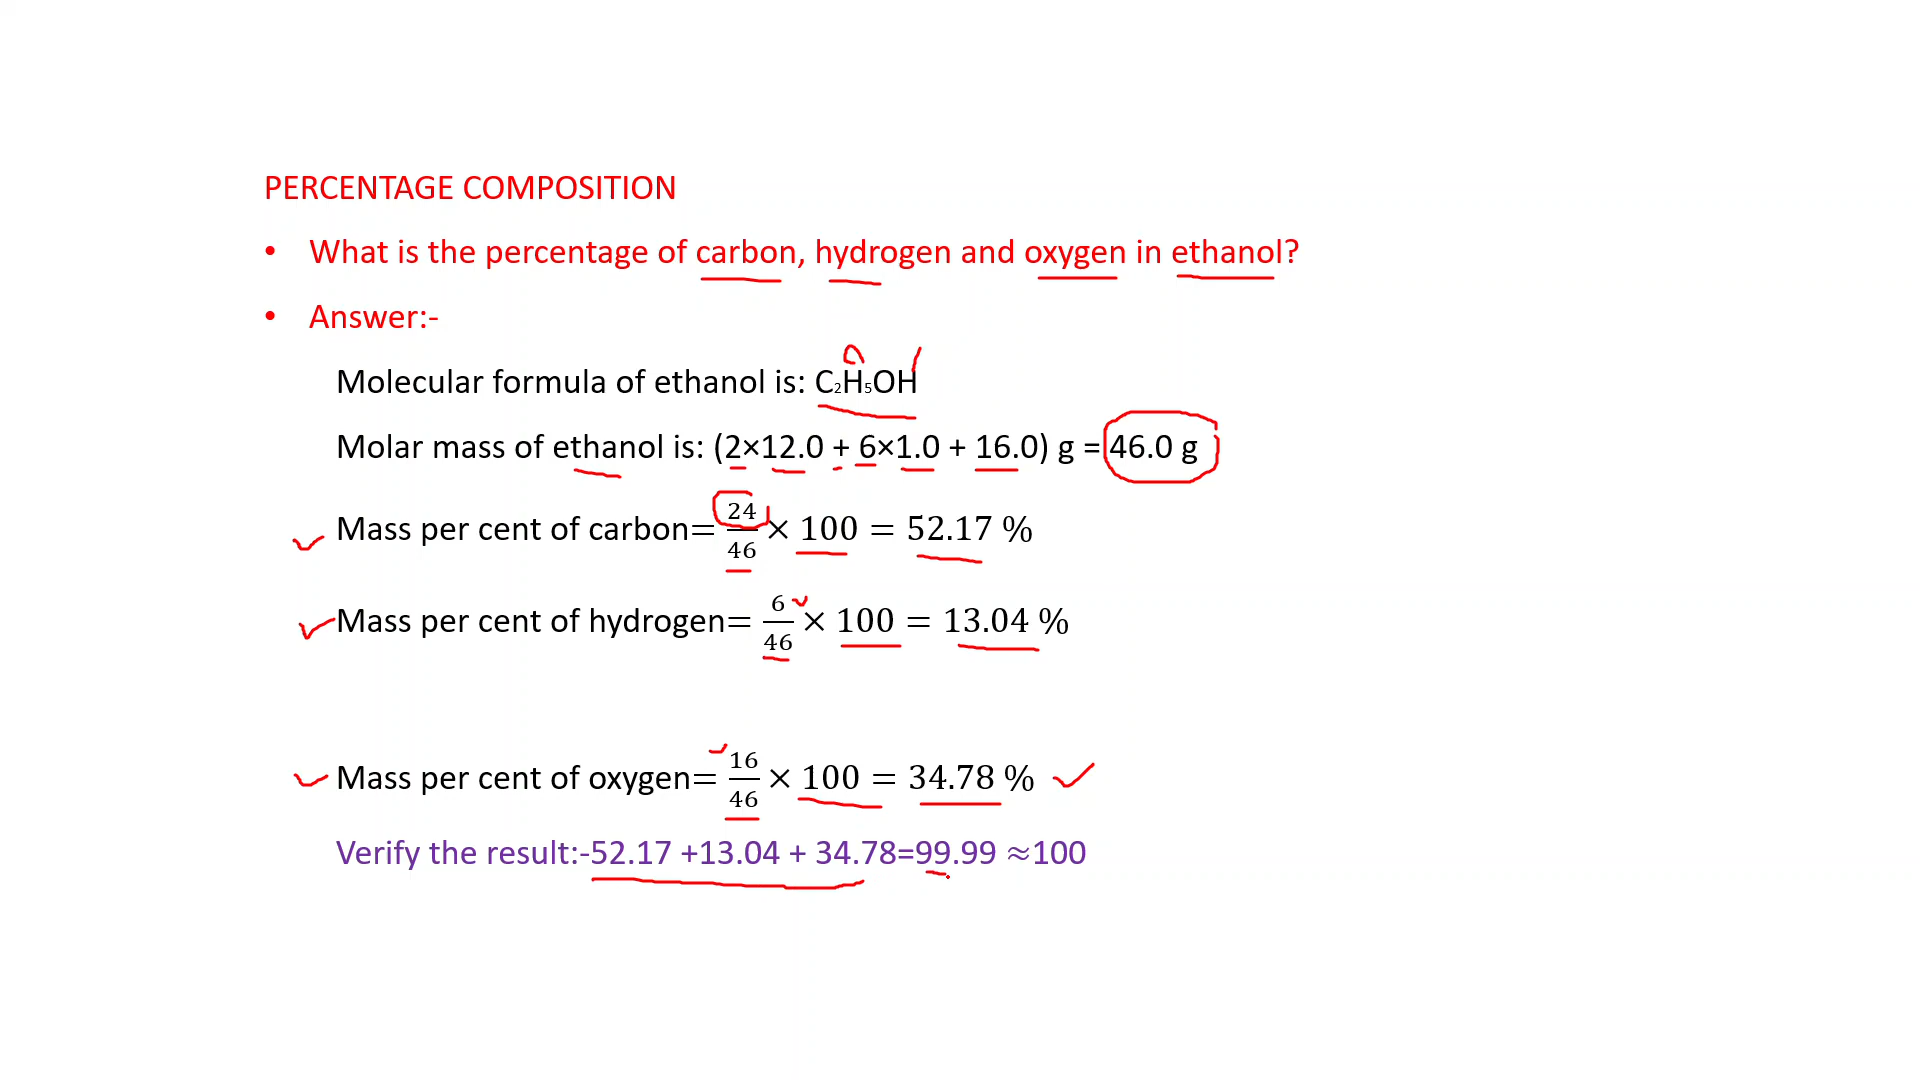 PERCENTAGE COMPOSITION
• What is the percentage of carbon, hydrogen and oxygen in ethanol?
• Answer:-
Molecular formula of ethanol is: C₂H₅OH
Molar mass of ethanol is: (2×12.0 + 6×1.0 + 16.0) g = 46.0 g
Mass per cent of carbon= 24/46 × 100 = 52.17 %
Mass per cent of hydrogen= 6/46 × 100 = 13.04 %
Mass per cent of oxygen= 16/46 × 100 = 34.78 %
Verify the result:-52.17 +13.04 + 34.78=99.99 ≈100